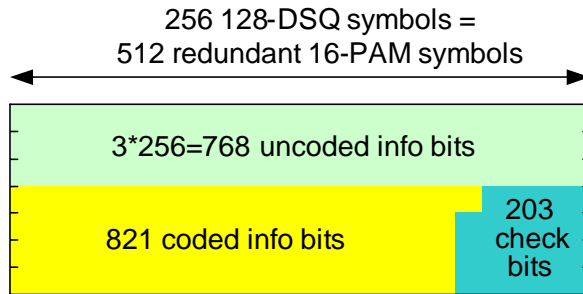 256 128-DSQ symbols =
512 redundant 16-PAM symbols
3*256=768 uncoded info bits
821 coded info bits
203
check
bits